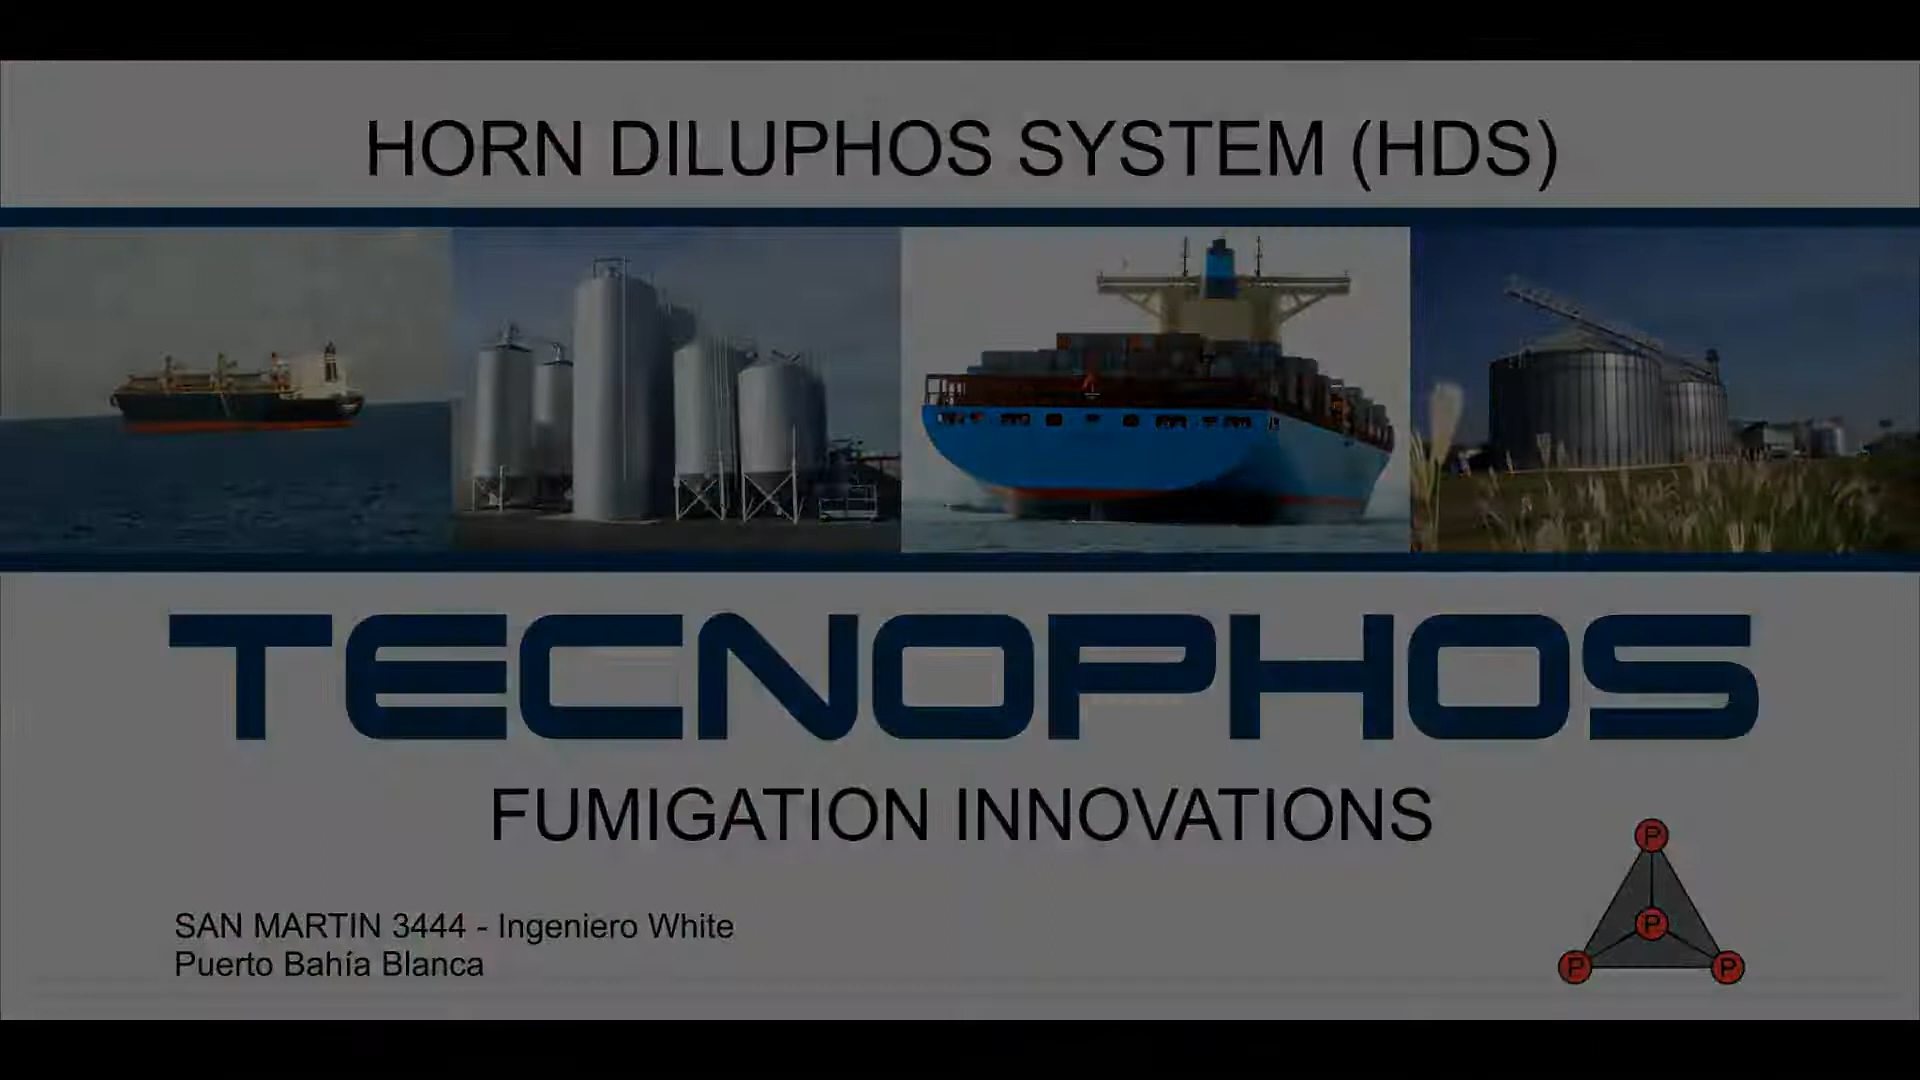 HORN DILUPHOS SYSTEM (HDS)
TECNOPHOS
FUMIGATION INNOVATIONS
SAN MARTIN 3444 - Ingeniero White
Puerto Bahía Blanca
P
P
P
P